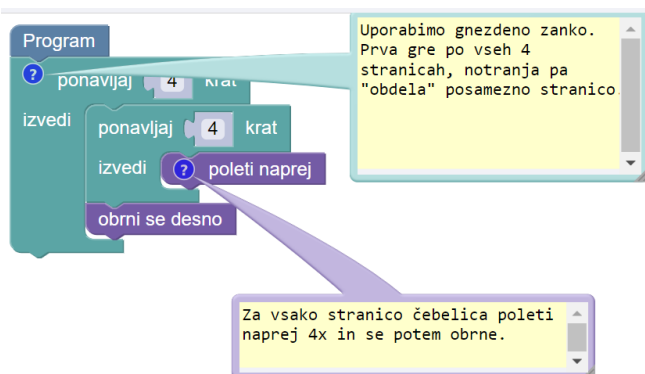 Program
? ponavljaj 4 krat
izvedi
ponavljaj 4 krat
izvedi ? poleti naprej
obrni se desno
Uporabimo gnezdeno zanko.
Prva gre po vseh 4
stranicah, notranja pa
"obdela" posamezno stranico.
Za vsako stranico čebelica poleti
naprej 4x in se potem obrne.